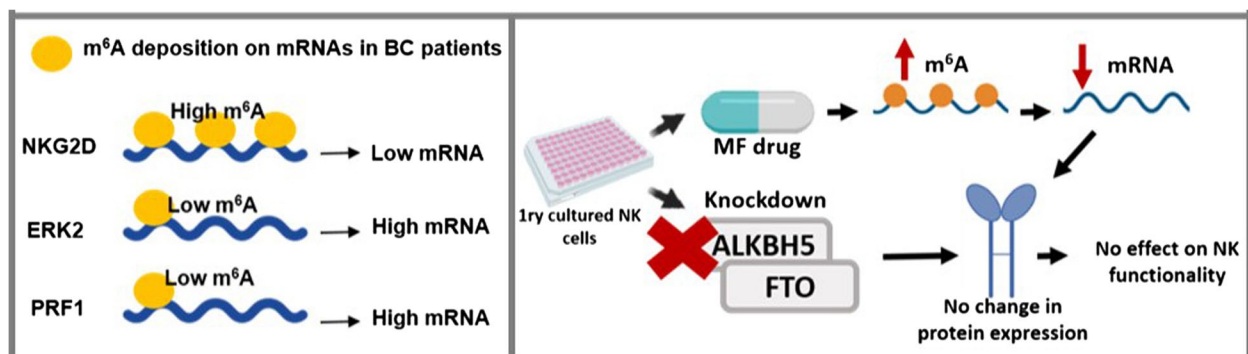 m⁶A deposition on mRNAs in BC patients
NKG2D
High m⁶A
Low mRNA
ERK2
Low m⁶A
High mRNA
PRF1
Low m⁶A
High mRNA
1ry cultured NK
cells
MF drug
m⁶A
mRNA
Knockdown
ALKBH5
FTO
No change in
protein expression
No effect on NK
functionality